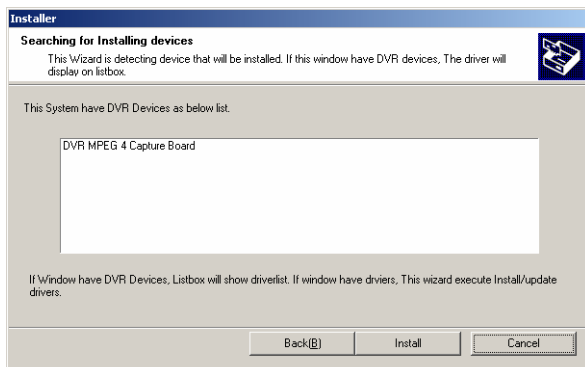 Installer
Searching for Installing devices
This Wizard is detecting device that will be installed. If this window have DVR devices, The driver will
display on listbox.
This System have DVR Devices as below list.
DVR MPEG 4 Capture Board
If Window have DVR Devices, Listbox will show driverlist. If window have drviers, This wizard execute Install/update
drivers.
Back(B)
Install
Cancel